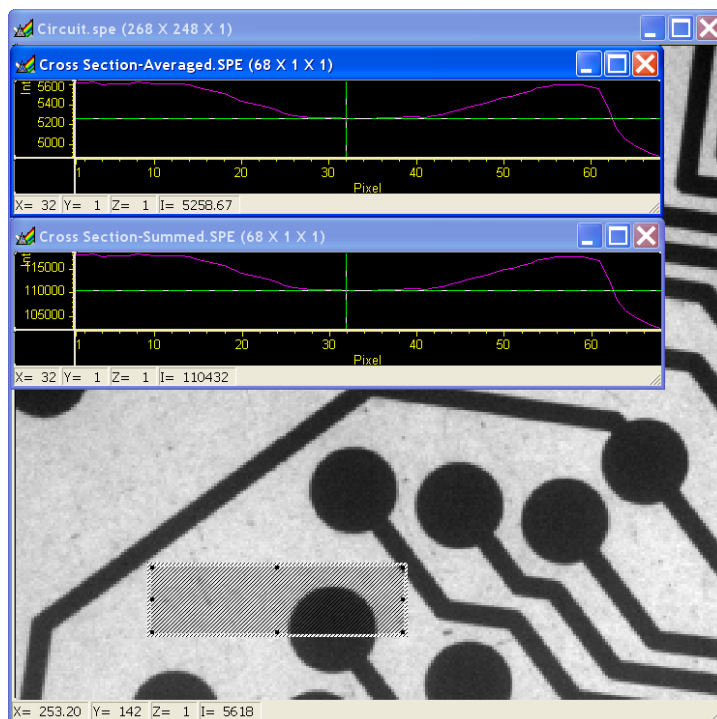 Circuit.spe (268 X 248 X 1)
Cross Section-Averaged.SPE (68 X 1 X 1)
Int
5600
5400
5200
5000
1 10 20 30 40 50 60
Pixel
X= 32 Y= 1 Z= 1 I= 5258.67
Cross Section-Summed.SPE (68 X 1 X 1)
Int
115000
110000
105000
1 10 20 30 40 50 60
Pixel
X= 32 Y= 1 Z= 1 I= 110432
X= 253.20 Y= 142 Z= 1 I= 5618